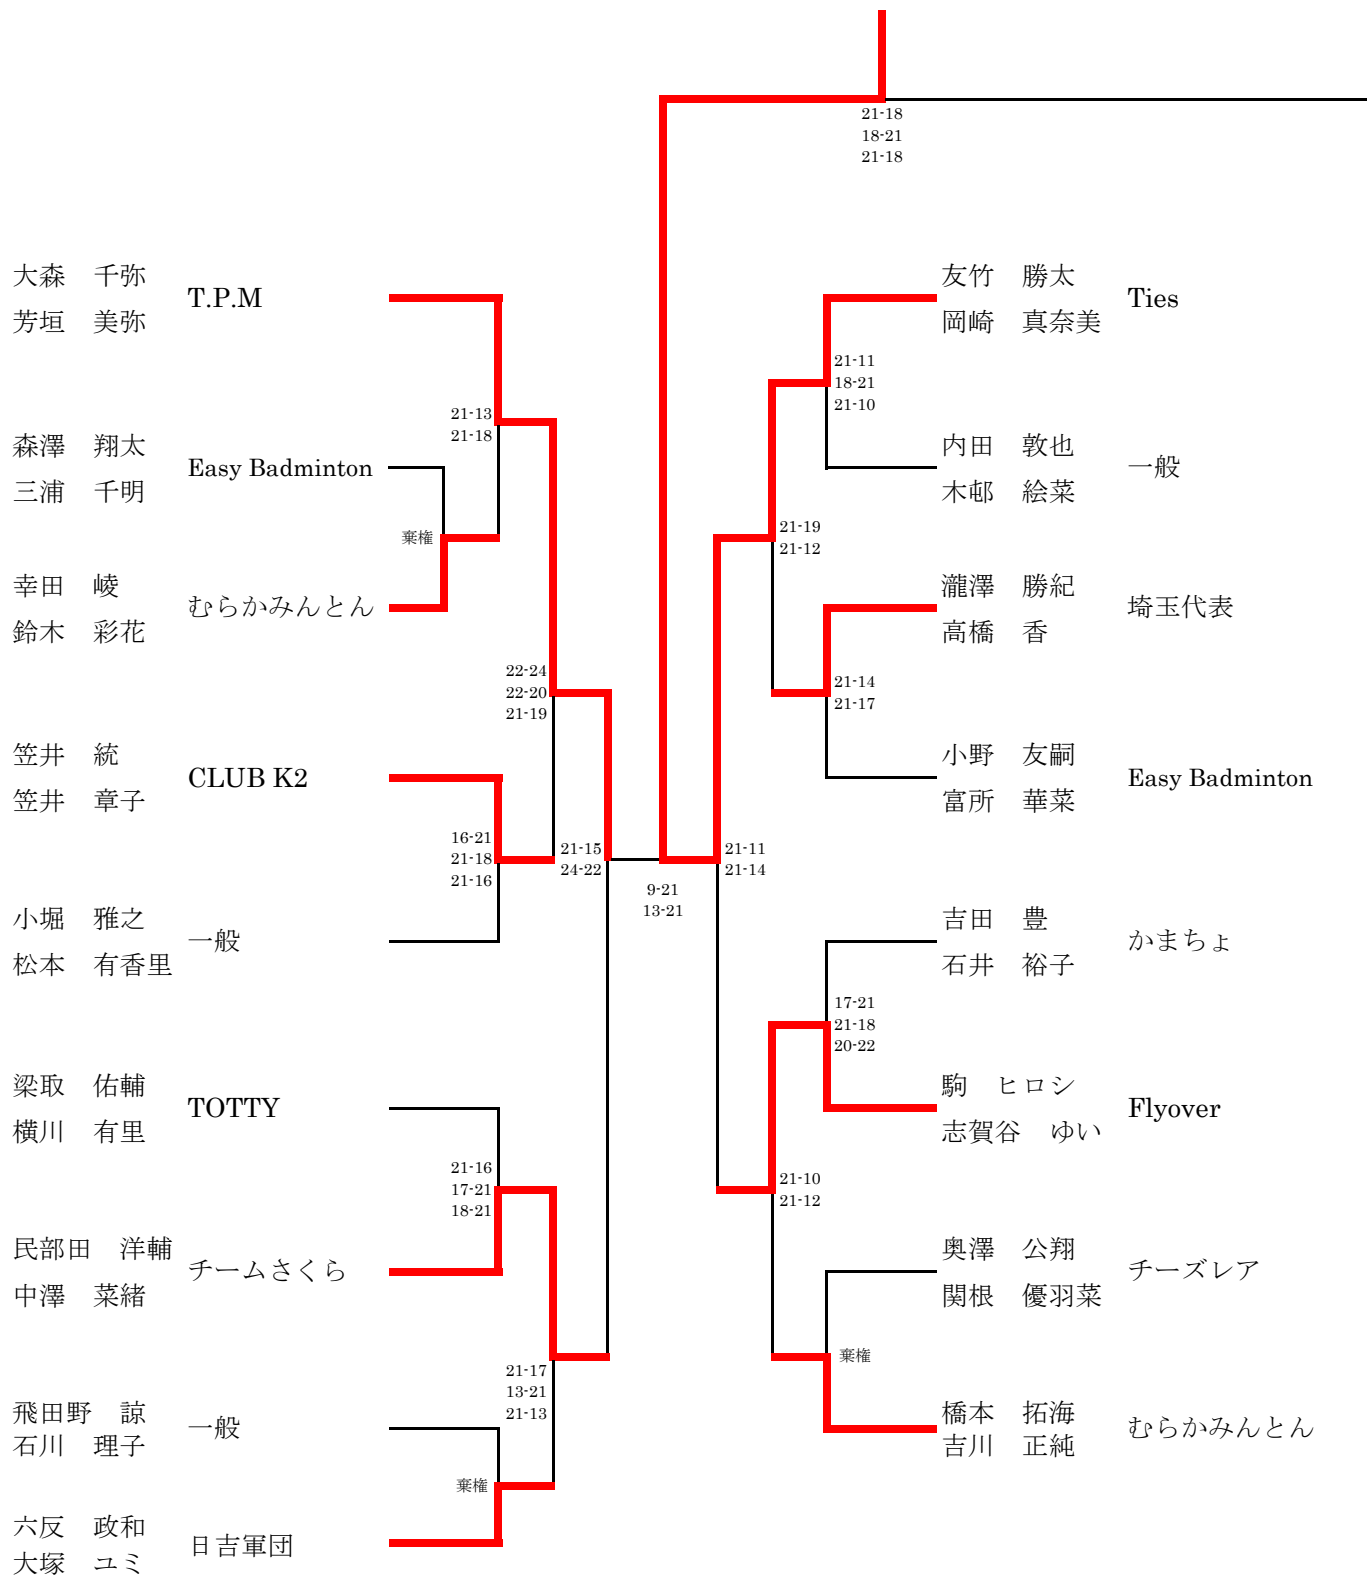 21-18
18-21
21-18
大森　千弥
芳垣　美弥
T.P.M
21-13
21-18
森澤　翔太
三浦　千明
Easy Badminton
棄権
幸田　崚
鈴木　彩花
むらかみんとん
22-24
22-20
21-19
笠井　統
笠井　章子
CLUB K2
16-21
21-18
21-16
小堀　雅之
松本　有香里
一般
21-15
24-22
9-21
13-21
梁取　佑輔
横川　有里
TOTTY
21-16
17-21
18-21
民部田　洋輔
中澤　菜緒
チームさくら
21-17
13-21
21-13
飛田野　諒
石川　理子
一般
棄権
六反　政和
大塚　ユミ
日吉軍団
友竹　勝太
岡崎　真奈美
Ties
21-11
18-21
21-10
内田　敦也
木邨　絵菜
一般
21-19
21-12
瀧澤　勝紀
高橋　香
埼玉代表
21-14
21-17
小野　友嗣
富所　華菜
Easy Badminton
21-11
21-14
吉田　豊
石井　裕子
かまちょ
17-21
21-18
20-22
駒　ヒロシ
志賀谷　ゆい
Flyover
21-10
21-12
奥澤　公翔
関根　優羽菜
チーズレア
棄権
橋本　拓海
吉川　正純
むらかみんとん